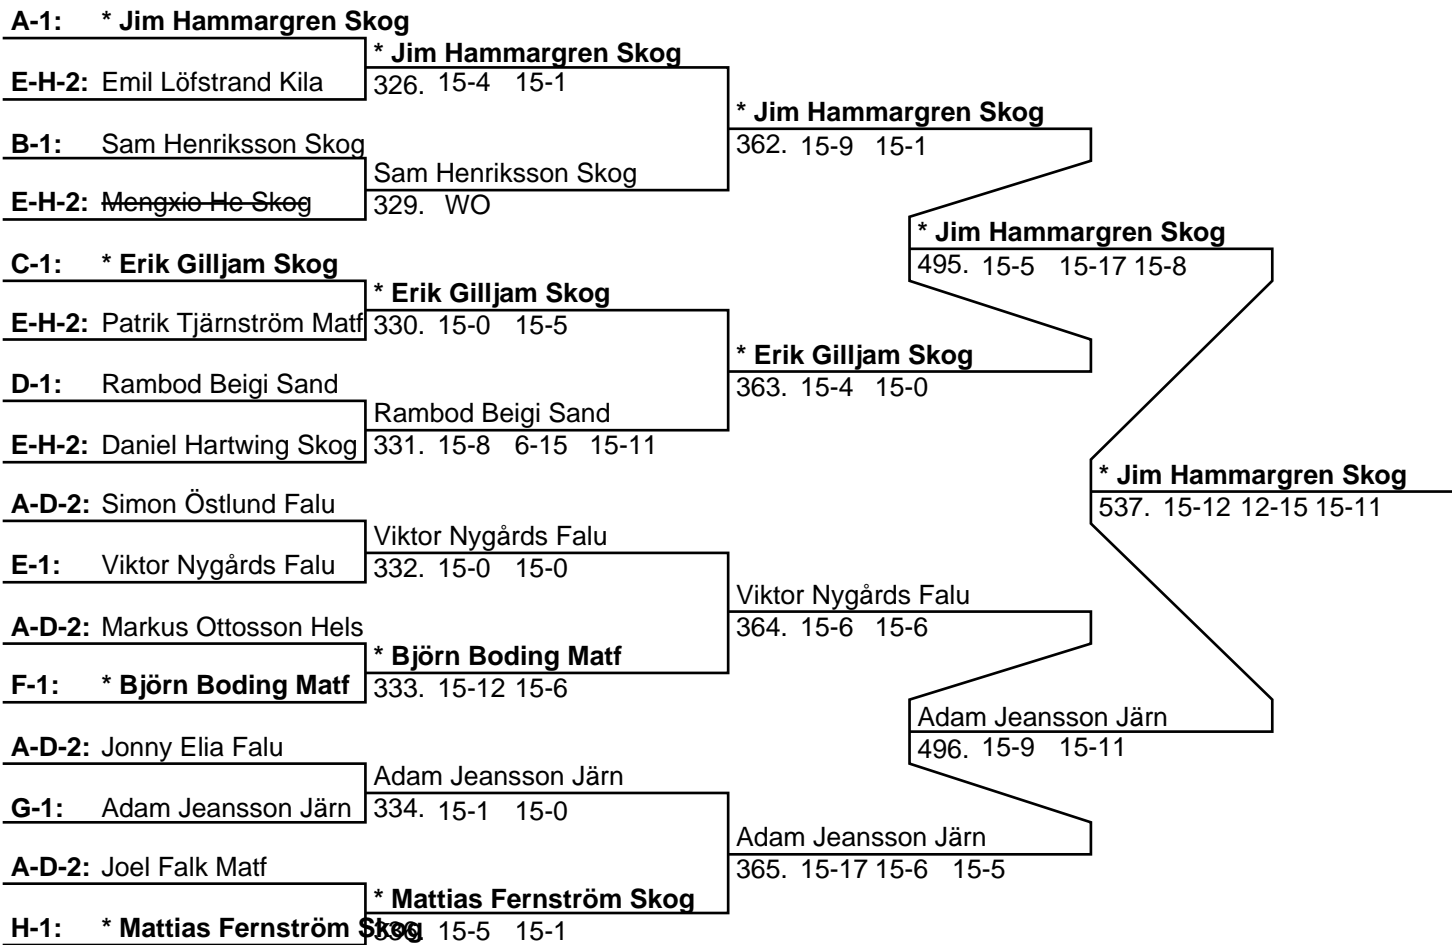 A-1: * Jim Hammargren Skog
* Jim Hammargren Skog
E-H-2: Emil Löfstrand Kila
326. 15-4 15-1
* Jim Hammargren Skog
B-1: Sam Henriksson Skog
362. 15-9 15-1
Sam Henriksson Skog
E-H-2: Mengxio He Skog
329. WO
* Jim Hammargren Skog
C-1: * Erik Gilljam Skog
495. 15-5 15-17 15-8
* Erik Gilljam Skog
E-H-2: Patrik Tjärnström Matf
330. 15-0 15-5
* Erik Gilljam Skog
D-1: Rambod Beigi Sand
363. 15-4 15-0
Rambod Beigi Sand
E-H-2: Daniel Hartwing Skog
331. 15-8 6-15 15-11
* Jim Hammargren Skog
A-D-2: Simon Östlund Falu
537. 15-12 12-15 15-11
Viktor Nygårds Falu
E-1: Viktor Nygårds Falu
332. 15-0 15-0
Viktor Nygårds Falu
A-D-2: Markus Ottosson Hels
364. 15-6 15-6
* Björn Boding Matf
F-1: * Björn Boding Matf
333. 15-12 15-6
Adam Jeansson Järn
A-D-2: Jonny Elia Falu
496. 15-9 15-11
Adam Jeansson Järn
G-1: Adam Jeansson Järn
334. 15-1 15-0
Adam Jeansson Järn
A-D-2: Joel Falk Matf
365. 15-17 15-6 15-5
* Mattias Fernström Skog
H-1: * Mattias Fernström Skog
336. 15-5 15-1